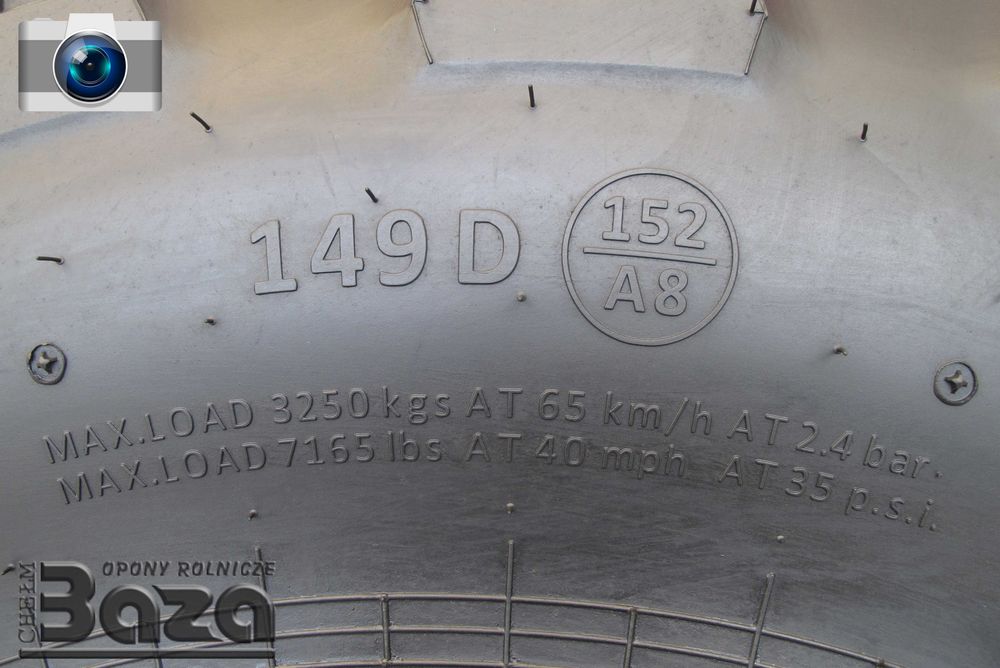 149 D
152
A8
MAX.LOAD 3250 kgs AT 65 km/h AT 2.4 bar.
MAX.LOAD 7165 lbs AT 40 mph AT 35 p.s.i.
OPONY ROLNICZE
CHEŁM
Baza